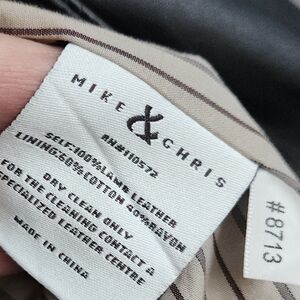 MIKE & CHRIS
RN#110572
SELF:100%LAMB LEATHER
LINING:60%COTTON 40%RAYON
DRY CLEAN ONLY
FOR THE CLEANING CONTACT A
SPECIALIZED LEATHER CENTRE
MADE IN CHINA
#8713